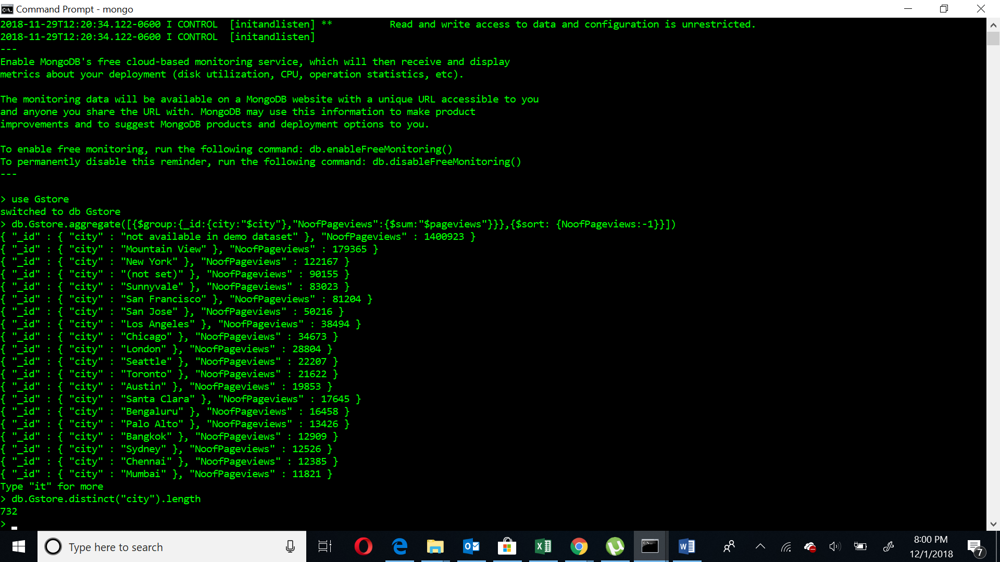 Command Prompt - mongo
2018-11-29T12:20:34.122-0600 I CONTROL  [initandlisten] **          Read and write access to data and configuration is unrestricted.
2018-11-29T12:20:34.122-0600 I CONTROL  [initandlisten]
---
Enable MongoDB's free cloud-based monitoring service, which will then receive and display
metrics about your deployment (disk utilization, CPU, operation statistics, etc).

The monitoring data will be available on a MongoDB website with a unique URL accessible to you
and anyone you share the URL with. MongoDB may use this information to make product
improvements and to suggest MongoDB products and deployment options to you.

To enable free monitoring, run the following command: db.enableFreeMonitoring()
To permanently disable this reminder, run the following command: db.disableFreeMonitoring()
---

> use Gstore
switched to db Gstore
> db.Gstore.aggregate([{$group:{_id:{city:"$city"},"NoofPageviews":{$sum:"$pageviews"}}},{$sort: {NoofPageviews:-1}}])
{ "_id" : { "city" : "not available in demo dataset" }, "NoofPageviews" : 1400923 }
{ "_id" : { "city" : "Mountain View" }, "NoofPageviews" : 179365 }
{ "_id" : { "city" : "New York" }, "NoofPageviews" : 122167 }
{ "_id" : { "city" : "(not set)" }, "NoofPageviews" : 90155 }
{ "_id" : { "city" : "Sunnyvale" }, "NoofPageviews" : 83023 }
{ "_id" : { "city" : "San Francisco" }, "NoofPageviews" : 81204 }
{ "_id" : { "city" : "San Jose" }, "NoofPageviews" : 50216 }
{ "_id" : { "city" : "Los Angeles" }, "NoofPageviews" : 38494 }
{ "_id" : { "city" : "Chicago" }, "NoofPageviews" : 34673 }
{ "_id" : { "city" : "London" }, "NoofPageviews" : 28804 }
{ "_id" : { "city" : "Seattle" }, "NoofPageviews" : 22207 }
{ "_id" : { "city" : "Toronto" }, "NoofPageviews" : 21622 }
{ "_id" : { "city" : "Austin" }, "NoofPageviews" : 19853 }
{ "_id" : { "city" : "Santa Clara" }, "NoofPageviews" : 17645 }
{ "_id" : { "city" : "Bengaluru" }, "NoofPageviews" : 16458 }
{ "_id" : { "city" : "Palo Alto" }, "NoofPageviews" : 13426 }
{ "_id" : { "city" : "Bangkok" }, "NoofPageviews" : 12909 }
{ "_id" : { "city" : "Sydney" }, "NoofPageviews" : 12526 }
{ "_id" : { "city" : "Chennai" }, "NoofPageviews" : 12385 }
{ "_id" : { "city" : "Mumbai" }, "NoofPageviews" : 11821 }
Type "it" for more
> db.Gstore.distinct("city").length
732
>
Type here to search
8:00 PM
12/1/2018
7